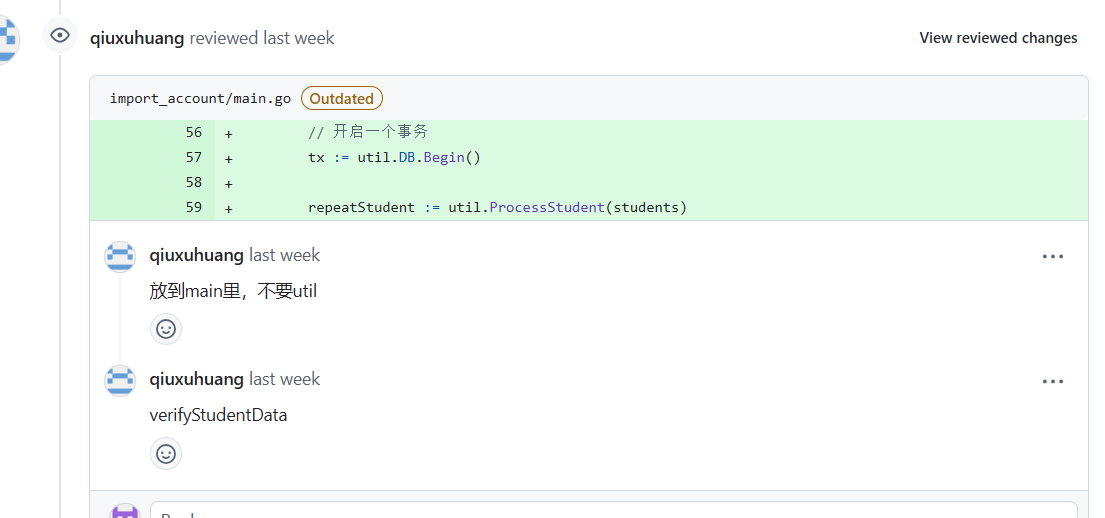 qiuxuhuang reviewed last week
View reviewed changes
import_account/main.go Outdated
56 + // 开启一个事务
57 + tx := util.DB.Begin()
58 +
59 + repeatStudent := util.ProcessStudent(students)
qiuxuhuang last week
放到main里，不要util
qiuxuhuang last week
verifyStudentData